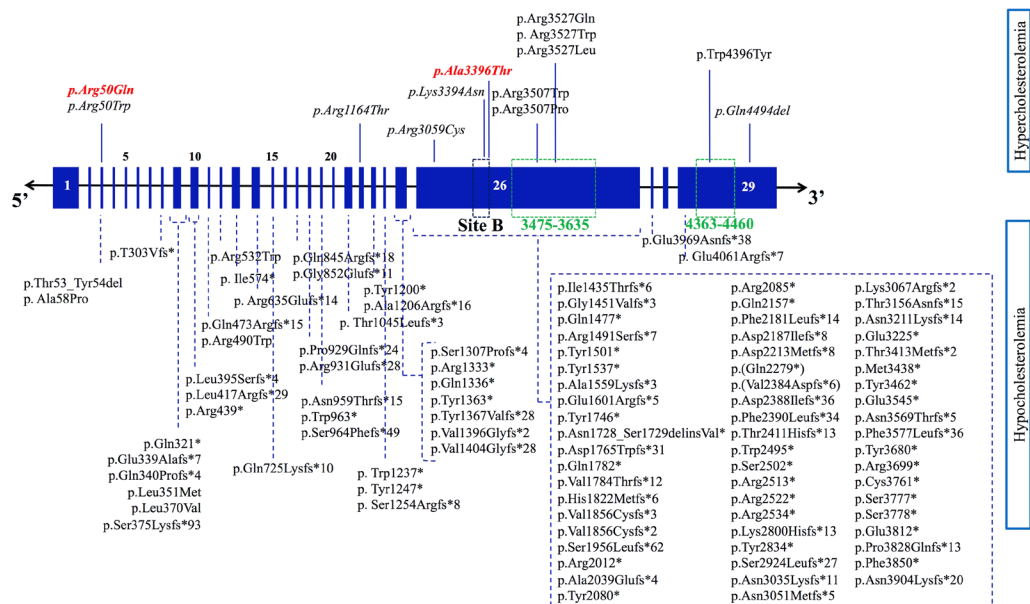 p.Arg3527Gln
p. Arg3527Trp
p.Arg3527Leu
p.Trp4396Tyr
p.Ala3396Thr
p.Arg50Gln
p.Arg50Trp
p.Lys3394Asn
p.Arg3507Trp
p.Arg3507Pro
p.Arg1164Thr
p.Arg3059Cys
p.Gln4494del
Hypercholesterolemia
5
10
15
20
1
26
29
5’
3’
Site B
3475-3635
4363-4460
p.Glu3969Asnfs*38
p. Glu4061Argfs*7
p.T303Vfs*
p.Thr53_Tyr54del
p. Ala58Pro
p.Arg532Trp
p. Ile574*
p.Arg635Glufs*14
p.Gln473Argfs*15
p.Arg490Trp
p.Gln845Argfs*18
p.Gly852Glufs*11
p.Tyr1200*
p.Ala1206Argfs*16
p. Thr1045Leufs*3
p.Pro929Glnfs*24
p.Arg931Glufs*28
p.Leu395Serfs*4
p.Leu417Argfs*29
p.Arg439*
p.Asn959Thrfs*15
p.Trp963*
p.Ser964Phefs*49
p.Gln321*
p.Glu339Alafs*7
p.Gln340Profs*4
p.Leu351Met
p.Leu370Val
p.Ser375Lysfs*93
p.Gln725Lysfs*10
p. Trp1237*
p. Tyr1247*
p. Ser1254Argfs*8
p.Ser1307Profs*4
p.Arg1333*
p.Gln1336*
p.Tyr1363*
p.Tyr1367Valfs*28
p.Val1396Glyfs*2
p.Val1404Glyfs*28
p.Ile1435Thrfs*6
p.Gly1451Valfs*3
p.Gln1477*
p.Arg1491Serfs*7
p.Tyr1501*
p.Tyr1537*
p.Ala1559Lysfs*3
p.Glu1601Argfs*5
p.Tyr1746*
p.Asn1728_Ser1729delinsVal*
p.Asp1765Trpfs*31
p.Gln1782*
p.Val1784Thrfs*12
p.His1822Metfs*6
p.Val1856Cysfs*3
p.Val1856Cysfs*2
p.Ser1956Leufs*62
p.Arg2012*
p.Ala2039Glufs*4
p.Tyr2080*
p.Arg2085*
p.Gln2157*
p.Phe2181Leufs*14
p.Asp2187Ilefs*8
p.Asp2213Metfs*8
p.(Gln2279*)
p.(Val2384Aspfs*6)
p.Asp2388Ilefs*36
p.Phe2390Leufs*34
p.Thr2411Hisfs*13
p.Trp2495*
p.Ser2502*
p.Arg2513*
p.Arg2522*
p.Arg2534*
p.Lys2800Hisfs*13
p.Tyr2834*
p.Ser2924Leufs*27
p.Asn3035Lysfs*11
p.Asn3051Metfs*5
p.Lys3067Argfs*2
p.Thr3156Asnfs*15
p.Asn3211Lysfs*14
p.Glu3225*
p.Thr3413Metfs*2
p.Met3438*
p.Tyr3462*
p.Glu3545*
p.Asn3569Thrfs*5
p.Phe3577Leufs*36
p.Tyr3680*
p.Arg3699*
p.Cys3761*
p.Ser3777*
p.Ser3778*
p.Glu3812*
p.Pro3828Glnfs*13
p.Phe3850*
p.Asn3904Lysfs*20
Hypocholesterolemia